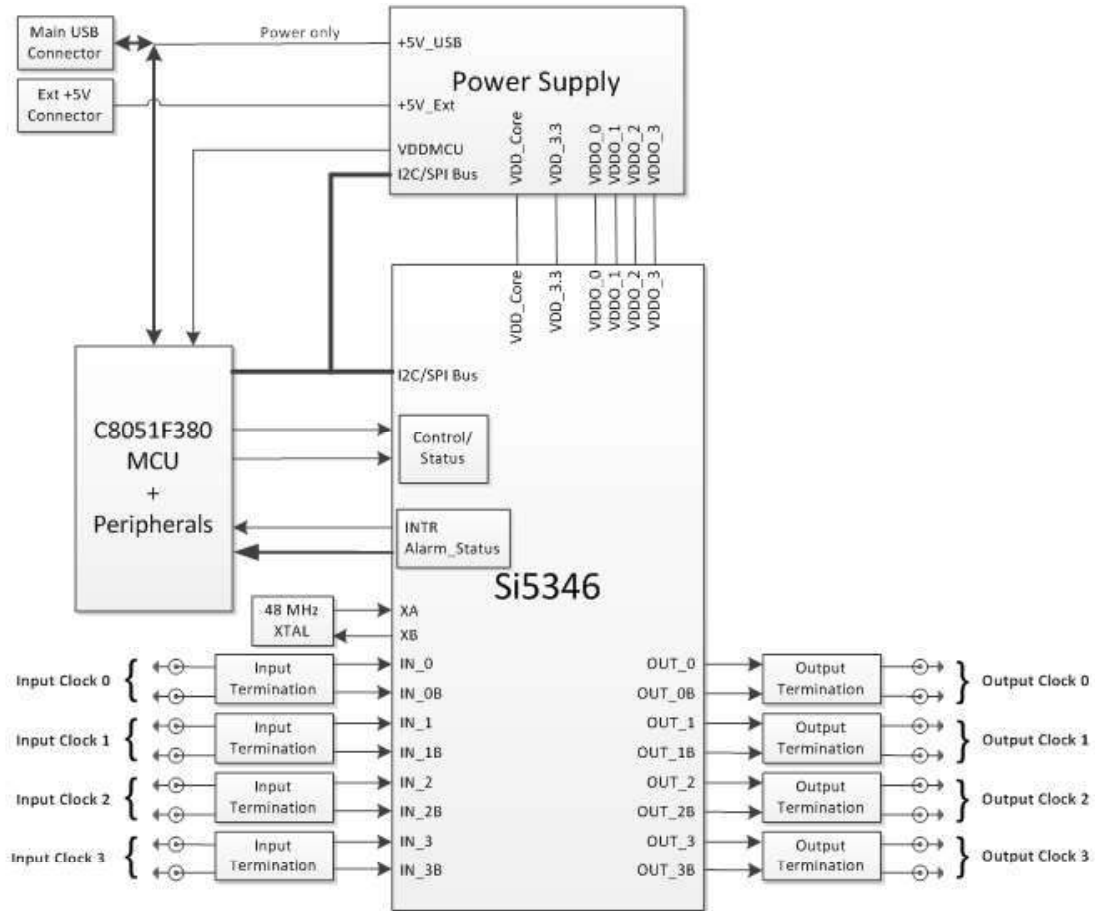 Main USB
Connector
Power only
+5V_USB
Power Supply
Ext +5V
Connector
+5V_Ext
VDDMCU
I2C/SPI Bus
VDD_Core
VDD_3.3
VDDO_0
VDDO_1
VDDO_2
VDDO_3
VDD_Core
VDD_3.3
VDDO_0
VDDO_1
VDDO_2
VDDO_3
I2C/SPI Bus
C8051F380
MCU
+
Peripherals
Control/
Status
INTR
Alarm_Status
Si5346
48 MHz
XTAL
XA
XB
Input Clock 0
Input
Termination
IN_0
IN_0B
OUT_0
OUT_0B
Output
Termination
Output Clock 0
Input Clock 1
Input
Termination
IN_1
IN_1B
OUT_1
OUT_1B
Output
Termination
Output Clock 1
Input Clock 2
Input
Termination
IN_2
IN_2B
OUT_2
OUT_2B
Output
Termination
Output Clock 2
Input Clock 3
Input
Termination
IN_3
IN_3B
OUT_3
OUT_3B
Output
Termination
Output Clock 3